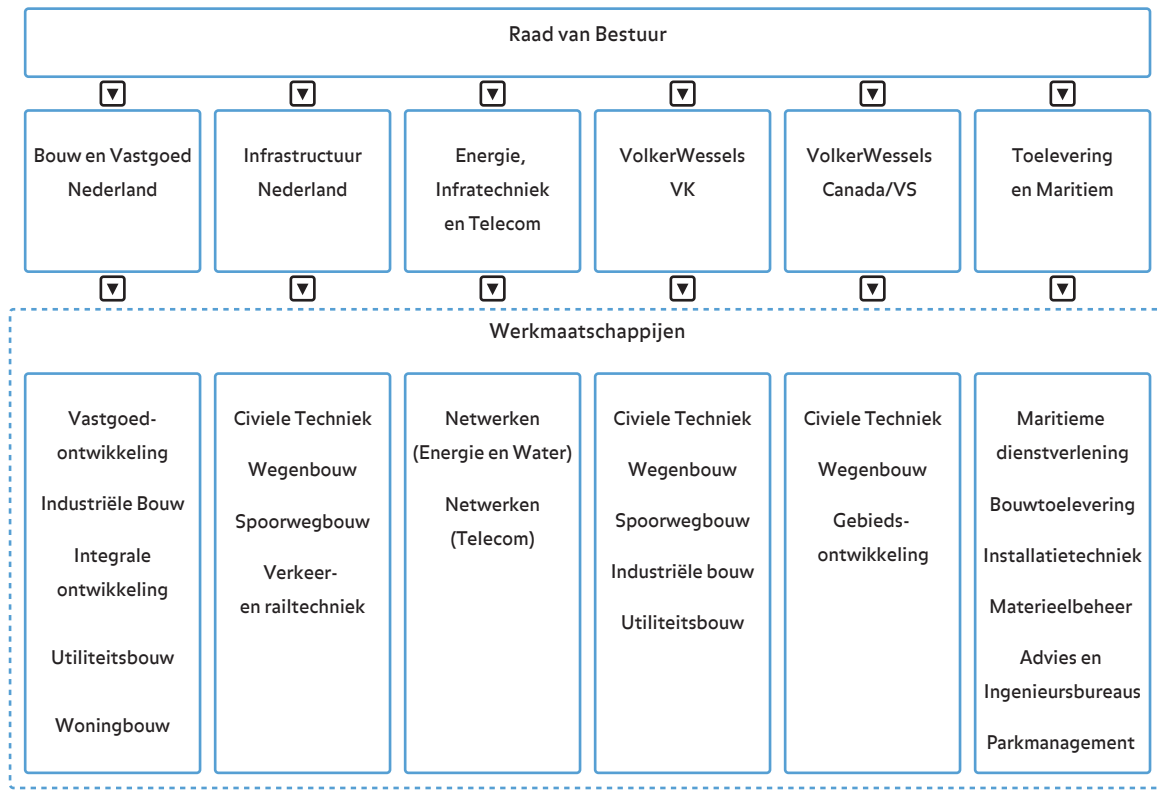 Raad van Bestuur
Bouw en Vastgoed
Nederland
Infrastructuur
Nederland
Energie,
Infratechniek
en Telecom
VolkerWessels
VK
VolkerWessels
Canada/VS
Toelevering
en Maritiem
Werkmaatschappijen
Vastgoed-
ontwikkeling
Industriële Bouw
Integrale
ontwikkeling
Utiliteitsbouw
Woningbouw
Civiele Techniek
Wegenbouw
Spoorwegbouw
Verkeer-
en railtechniek
Netwerken
(Energie en Water)
Netwerken
(Telecom)
Civiele Techniek
Wegenbouw
Spoorwegbouw
Industriële bouw
Utiliteitsbouw
Civiele Techniek
Wegenbouw
Gebieds-
ontwikkeling
Maritieme
dienstverlening
Bouwtoelevering
Installatietechniek
Materieelbeheer
Advies en
Ingenieursbureaus
Parkmanagement